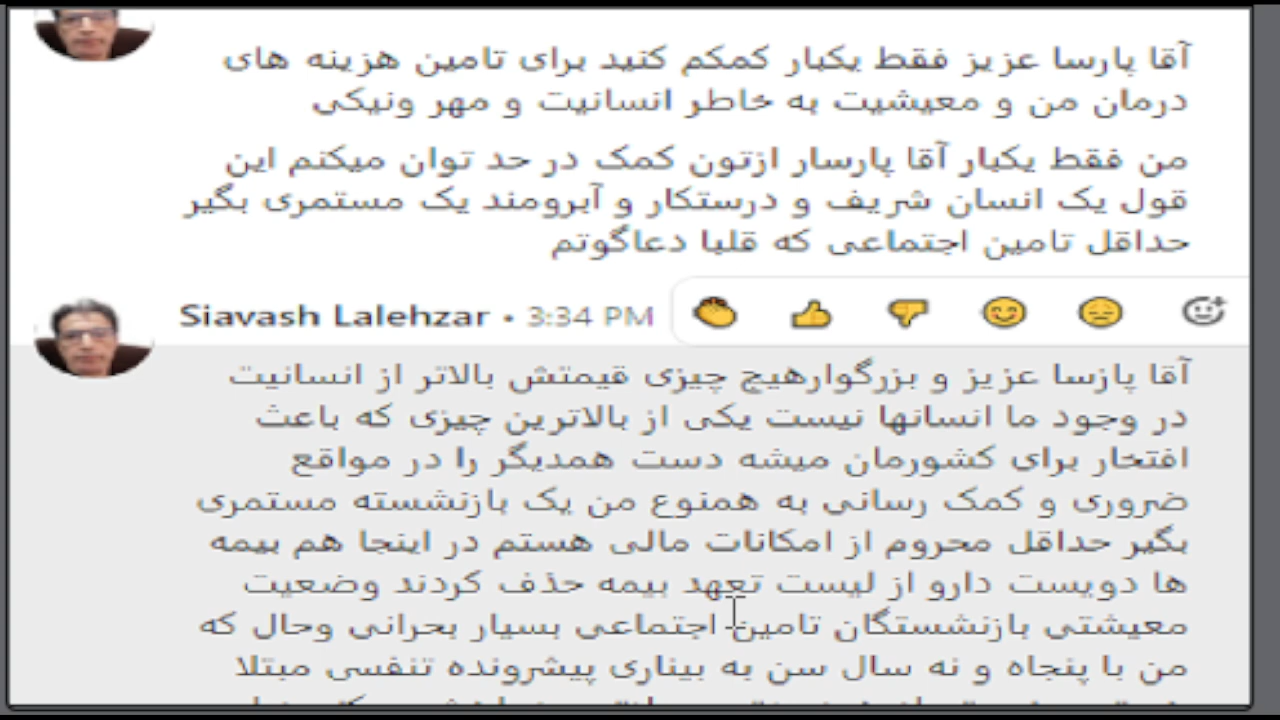 آقا پارسا عزیز فقط یکبار کمکم کنید برای تامین هزینه های
درمان من و معیشیت به خاطر انسانیت و مهر ونیکی
من فقط یکبار آقا پارسار ازتون کمک در حد توان میکنم این
قول یک انسان شریف و درستکار و آبرومند یک مستمری بگیر
حداقل تامین اجتماعی که قلبا دعاگوتم
Siavash Lalehzar • 3:34 PM
آقا پازسا عزیز و بزرگوارهیچ چیزی قیمتش بالاتر از انسانیت
در وجود ما انسانها نیست یکی از بالاترین چیزی که باعث
افتخار برای کشورمان میشه دست همدیگر را در مواقع
ضروری و کمک رسانی به همنوع من یک بازنشسته مستمری
بگیر حداقل محروم از امکانات مالی هستم در اینجا هم بیمه
ها دویست دارو از لیست تعهد بیمه حذف کردند وضعیت
معیشتی بازنشستگان تامین اجتماعی بسیار بحرانی وحال که
من با پنجاه و نه سال سن به بیناری پیشرونده تنفسی مبتلا